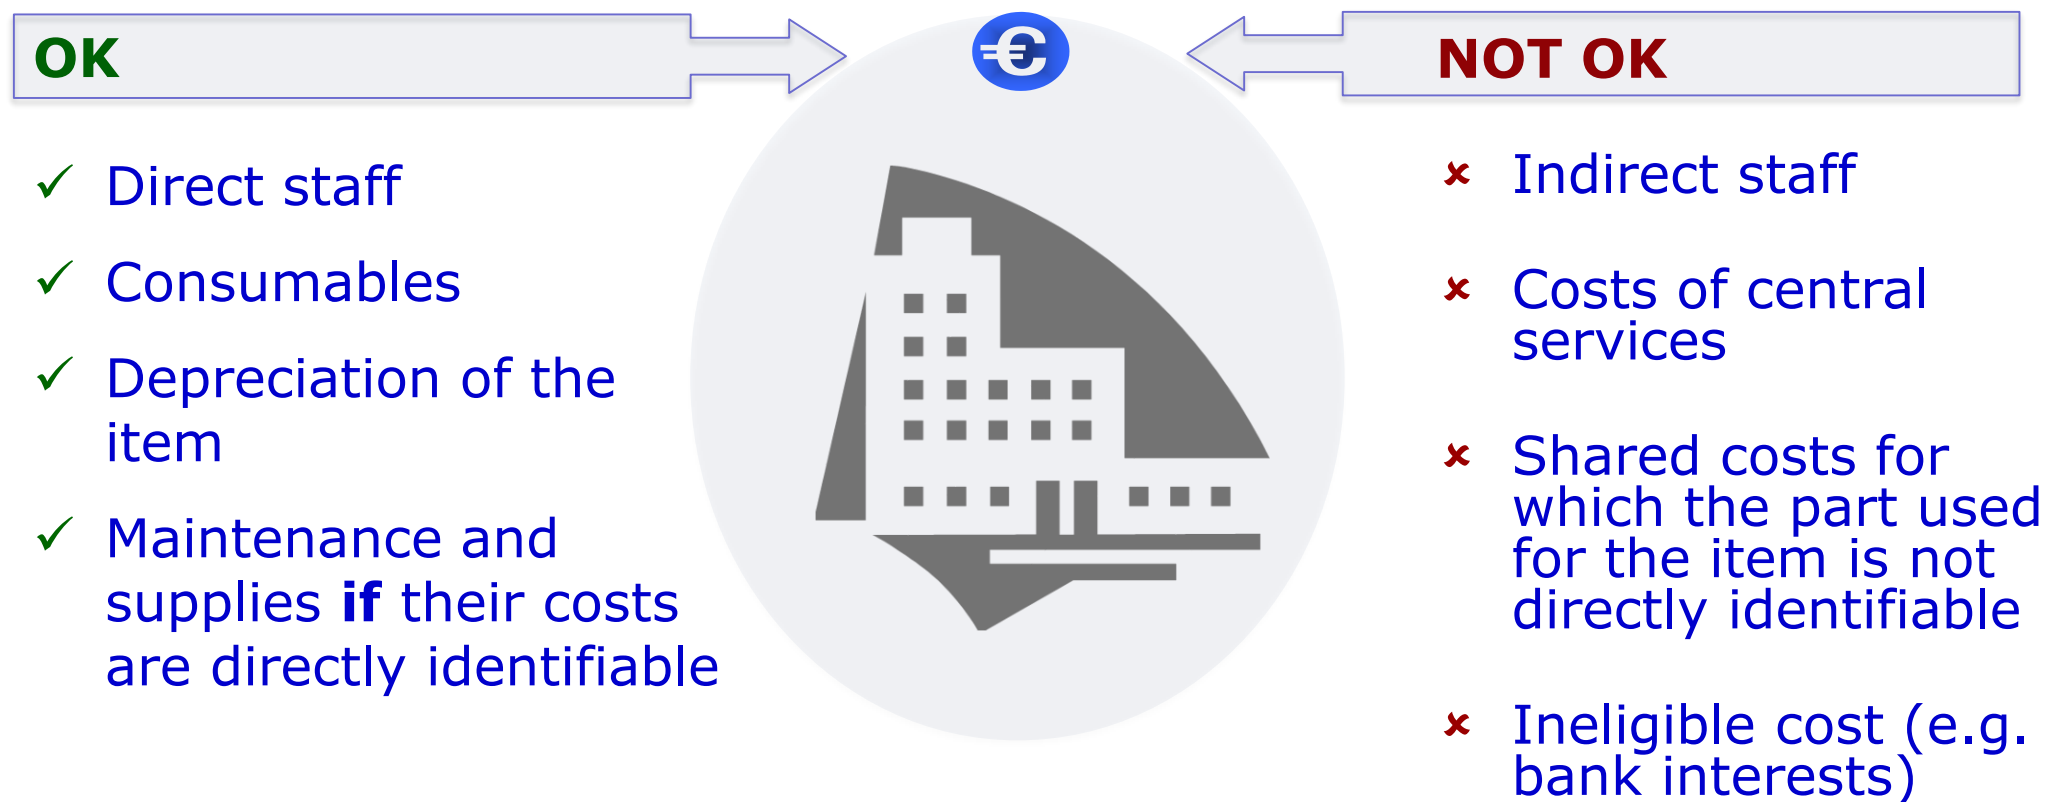 OK
Direct staff
Consumables
Depreciation of the
item
Maintenance and
supplies if their costs
are directly identifiable
€
NOT OK
Indirect staff
Costs of central
services
Shared costs for
which the part used
for the item is not
directly identifiable
Ineligible cost (e.g.
bank interests)